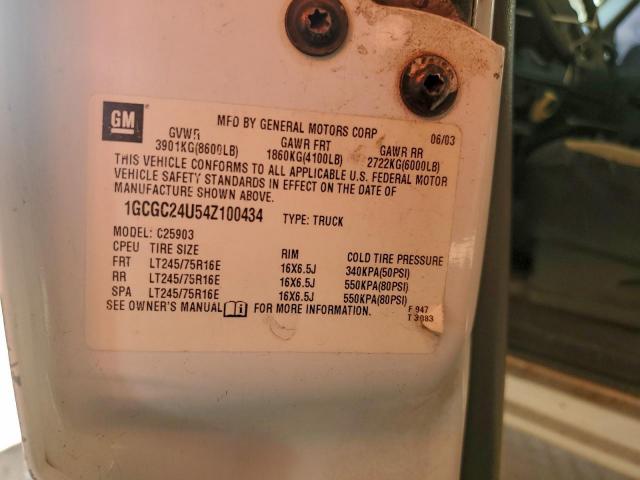 GM
MFD BY GENERAL MOTORS CORP 06/03
GVWR GAWR FRT GAWR RR
3901KG(8600LB) 1860KG(4100LB) 2722KG(6000LB)
THIS VEHICLE CONFORMS TO ALL APPLICABLE U.S. FEDERAL MOTOR
VEHICLE SAFETY STANDARDS IN EFFECT ON THE DATE OF
MANUFACTURE SHOWN ABOVE.
1GCGC24U54Z100434 TYPE: TRUCK
MODEL: C25903
CPEU TIRE SIZE RIM COLD TIRE PRESSURE
FRT LT245/75R16E 16X6.5J 340KPA(50PSI)
RR LT245/75R16E 16X6.5J 550KPA(80PSI)
SPA LT245/75R16E 16X6.5J 550KPA(80PSI)
SEE OWNER'S MANUAL i FOR MORE INFORMATION.
F 947
T 3083